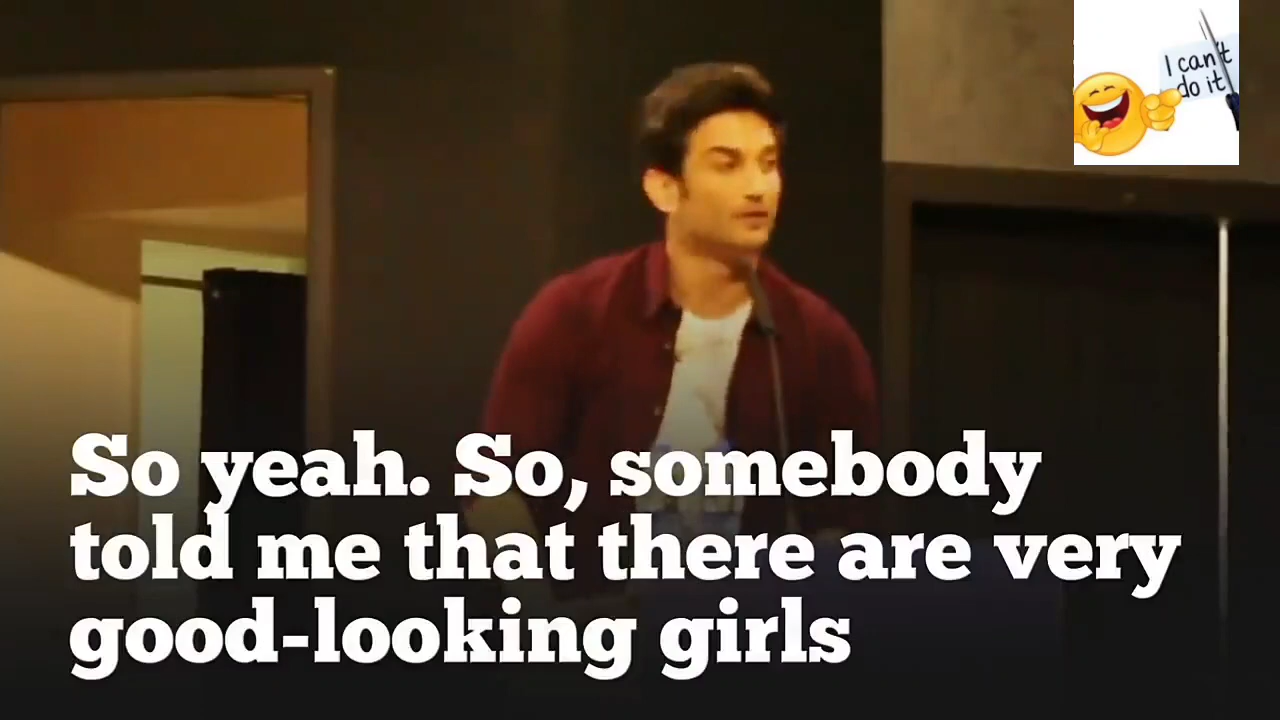 I can't
do it
So yeah. So, somebody
told me that there are very
good-looking girls